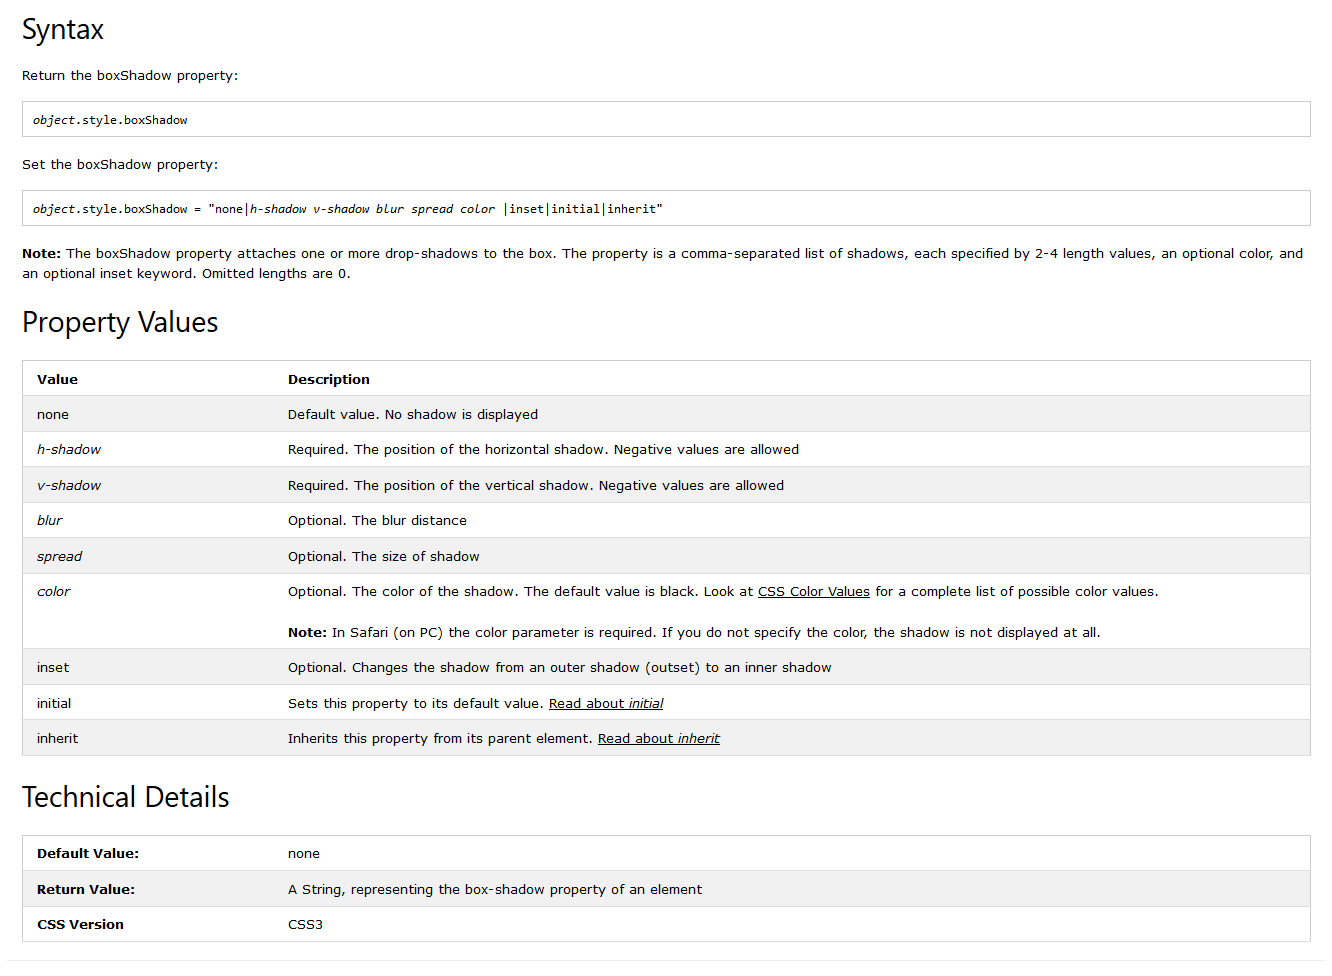 Syntax
Return the boxShadow property:
object.style.boxShadow
Set the boxShadow property:
object.style.boxShadow = "none|h-shadow v-shadow blur spread color |inset|initial|inherit"
Note: The boxShadow property attaches one or more drop-shadows to the box. The property is a comma-separated list of shadows, each specified by 2-4 length values, an optional color, and
an optional inset keyword. Omitted lengths are 0.
Property Values
Value Description
none Default value. No shadow is displayed
h-shadow Required. The position of the horizontal shadow. Negative values are allowed
v-shadow Required. The position of the vertical shadow. Negative values are allowed
blur Optional. The blur distance
spread Optional. The size of shadow
color Optional. The color of the shadow. The default value is black. Look at CSS Color Values for a complete list of possible color values.
Note: In Safari (on PC) the color parameter is required. If you do not specify the color, the shadow is not displayed at all.
inset Optional. Changes the shadow from an outer shadow (outset) to an inner shadow
initial Sets this property to its default value. Read about initial
inherit Inherits this property from its parent element. Read about inherit
Technical Details
Default Value: none
Return Value: A String, representing the box-shadow property of an element
CSS Version CSS3